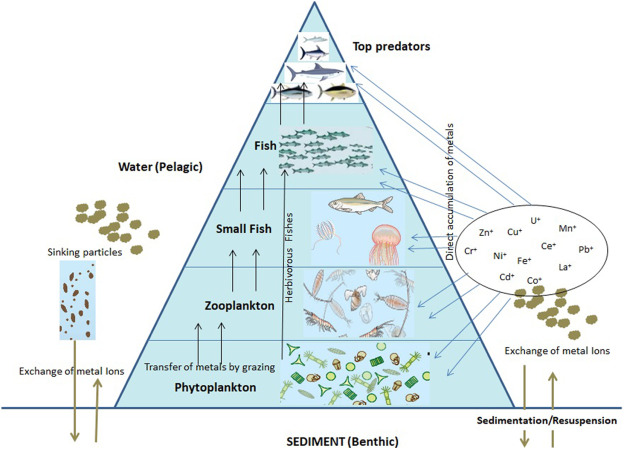 Top predators
Direct accumulation of metals
Fish
Water (Pelagic)
Herbivorous Fishes
Small Fish
U⁺
Zn⁺
Cu⁺
Mn⁺
Cr⁺
Ni⁺
Ce⁺
Pb⁺
Fe⁺
La⁺
Cd⁺
Co⁺
Sinking particles
Zooplankton
Exchange of metal Ions
Exchange of metal Ions
Transfer of metals by grazing
Phytoplankton
Sedimentation/Resuspension
SEDIMENT (Benthic)